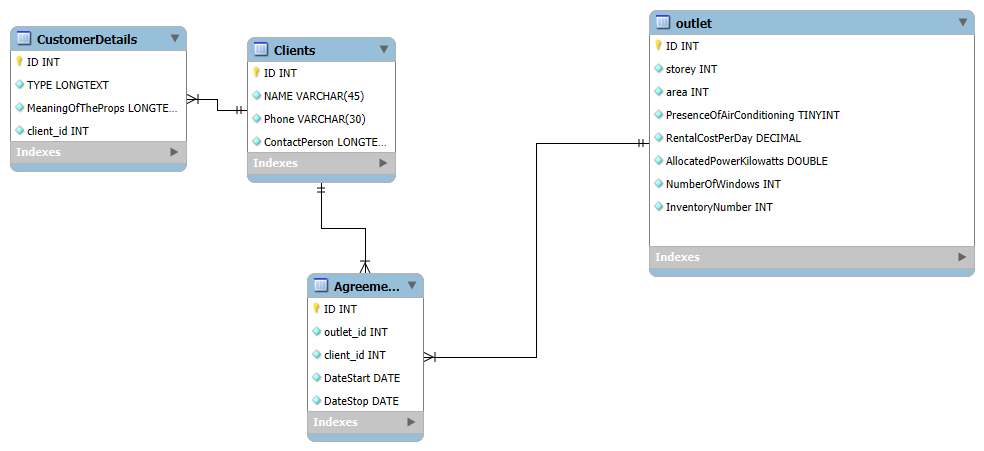 CustomerDetails
ID INT
TYPE LONGTEXT
MeaningOfTheProps LONGTE...
client_id INT
Indexes
Clients
ID INT
NAME VARCHAR(45)
Phone VARCHAR(30)
ContactPerson LONGTE...
Indexes
outlet
ID INT
storey INT
area INT
PresenceOfAirConditioning TINYINT
RentalCostPerDay DECIMAL
AllocatedPowerKilowatts DOUBLE
NumberOfWindows INT
InventoryNumber INT
Indexes
Agreeme...
ID INT
outlet_id INT
client_id INT
DateStart DATE
DateStop DATE
Indexes